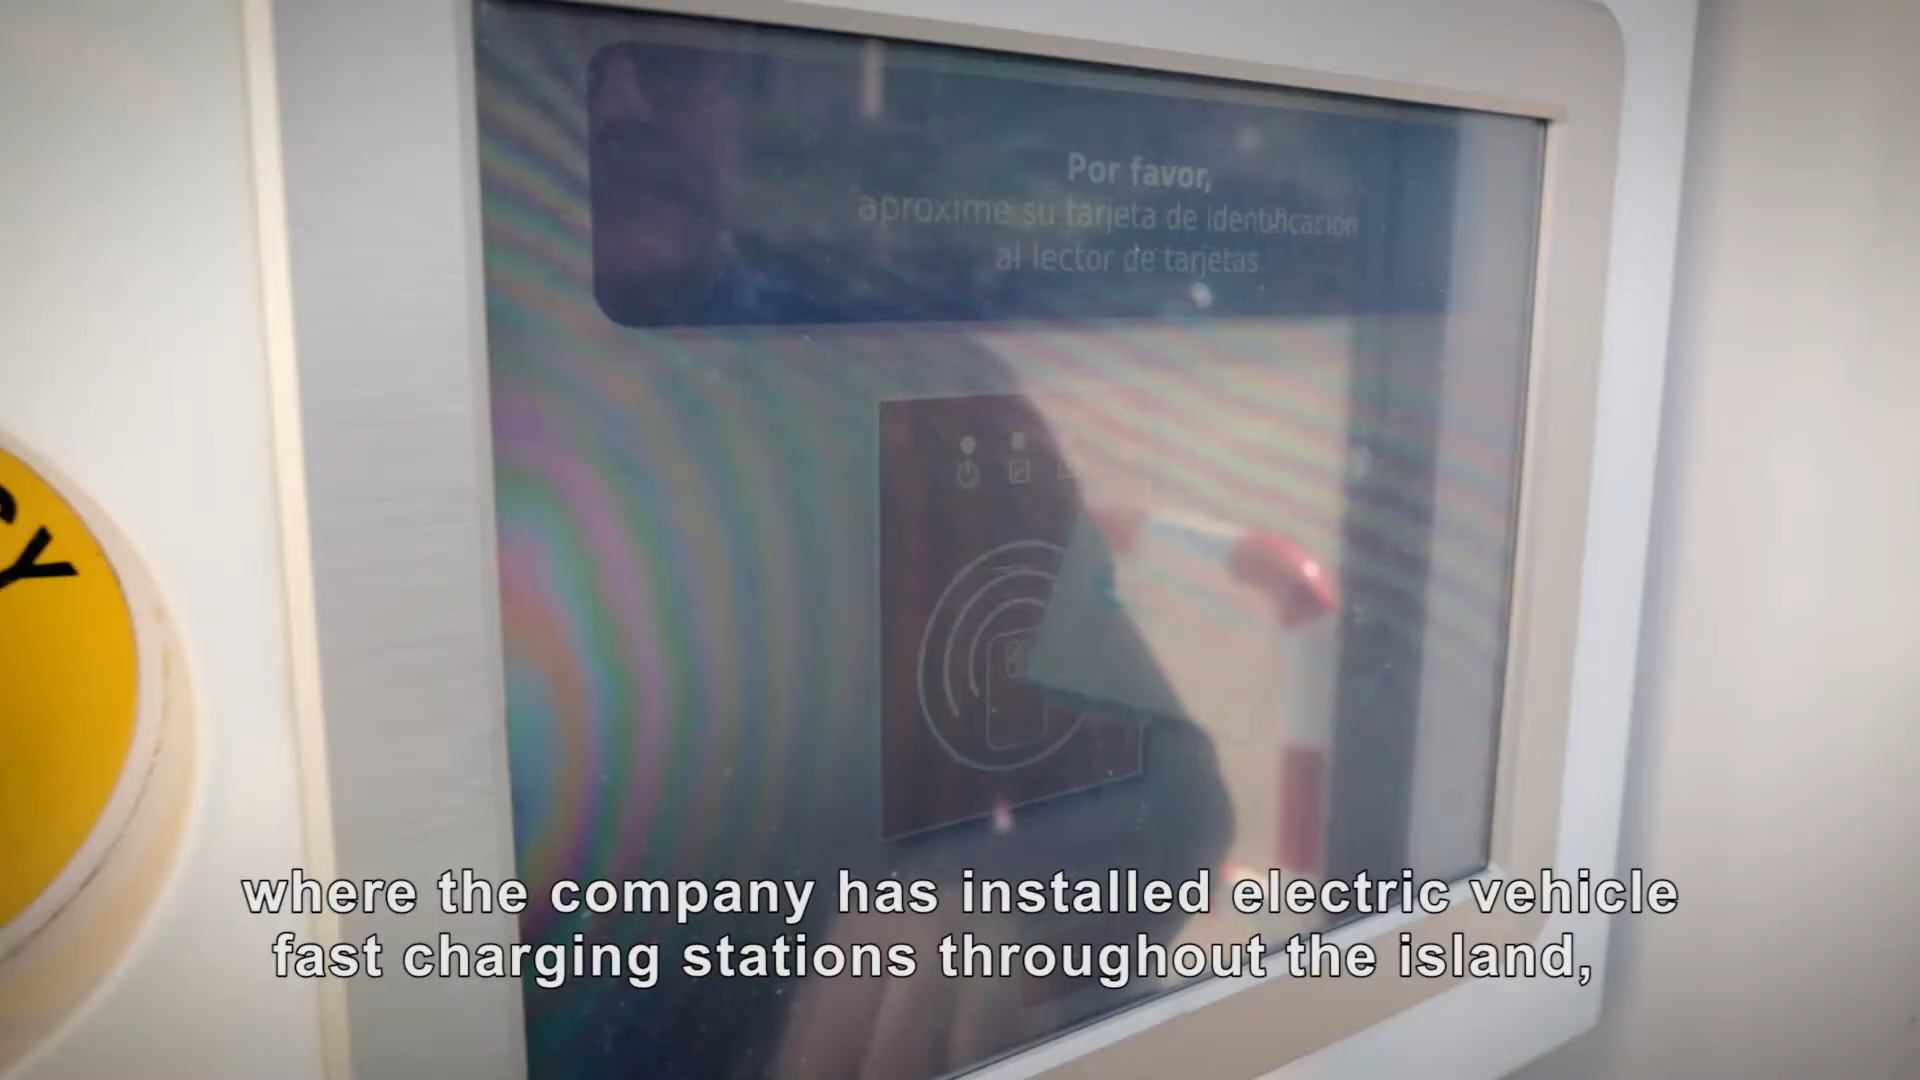 Por favor,
aproxime su tarjeta de identificación
al lector de tarjetas.
CY
where the company has installed electric vehicle
fast charging stations throughout the island,